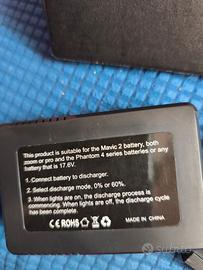 This product is suitable for the Mavic 2 battery, both
zoom or pro and the Phantom 4 series batteries or any
battery that is 17.6V.
1. Connect battery to discharger.
2. Select discharge mode, 0% or 60%.
3. When lights are on, the discharge process is
commencing. When lights are off, the discharge cycle
has been completed.
CE ROHS
MADE IN CHINA
Subito.it